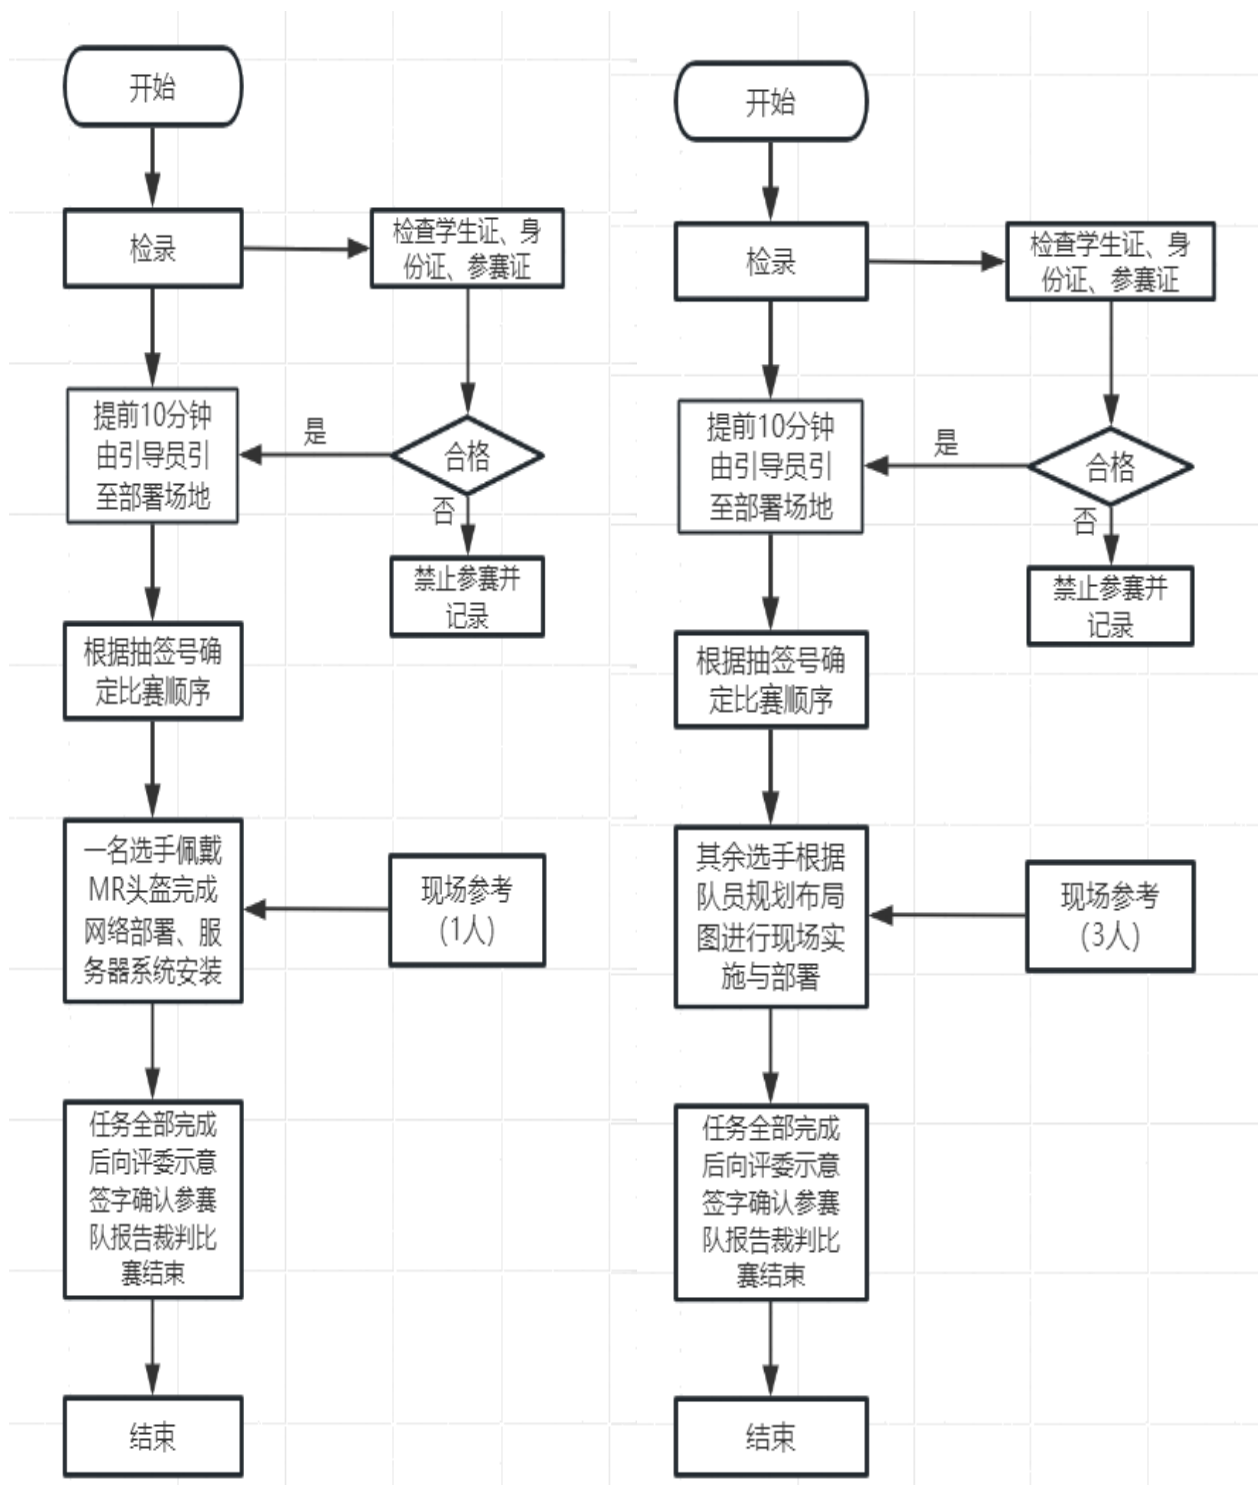 开始
检录
检查学生证、身
份证、参赛证
提前10分钟
由引导员引
至部署场地
是
合格
否
禁止参赛并
记录
根据抽签号确
定比赛顺序
一名选手佩戴
MR头盔完成
网络部署、服
务器系统安装
现场参考
(1人)
任务全部完成
后向评委示意
签字确认参赛
队报告裁判比
赛结束
结束
开始
检录
检查学生证、身
份证、参赛证
提前10分钟
由引导员引
至部署场地
是
合格
否
禁止参赛并
记录
根据抽签号确
定比赛顺序
其余选手根据
队员规划布局
图进行现场实
施与部署
现场参考
(3人)
任务全部完成
后向评委示意
签字确认参赛
队报告裁判比
赛结束
结束